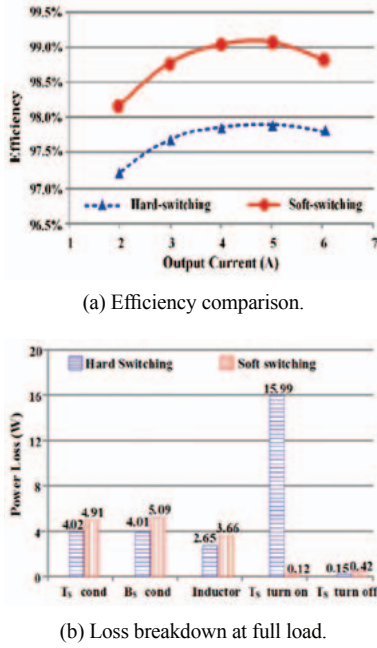 99.5%
99.0%
98.5%
98.0%
97.5%
97.0%
96.5%
Efficiency
Hard-switching
Soft-switching
1 2 3 4 5 6 7
Output Current (A)
(a) Efficiency comparison.
20
16
12
8
4
0
Power Loss (W)
Hard Switching
Soft switching
15.99
4.02 4.91
4.01 5.09
2.65 3.66
0.12
0.15 0.42
TS cond BS cond Inductor TS turn on TS turn off
(b) Loss breakdown at full load.